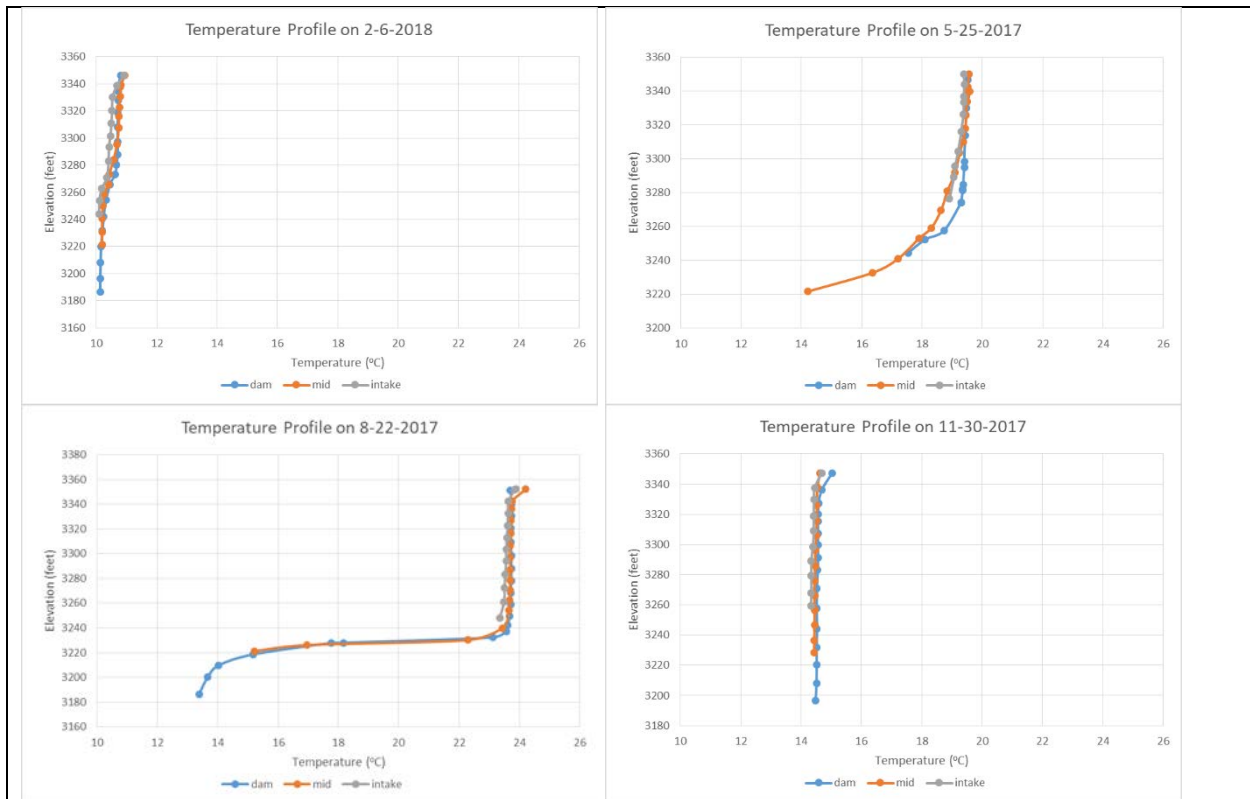 Temperature Profile on 2-6-2018
3360
3340
3320
3300
3280
3260
3240
3220
3200
3180
3160
Elevation (feet)
10 12 14 16 18 20 22 24 26
Temperature (ºC)
dam mid intake
Temperature Profile on 5-25-2017
3360
3340
3320
3300
3280
3260
3240
3220
3200
Elevation (feet)
10 12 14 16 18 20 22 24 26
Temperature (ºC)
dam mid intake
Temperature Profile on 8-22-2017
3380
3360
3340
3320
3300
3280
3260
3240
3220
3200
3180
3160
Elevation (feet)
10 12 14 16 18 20 22 24 26
Temperature (ºC)
dam mid intake
Temperature Profile on 11-30-2017
3360
3340
3320
3300
3280
3260
3240
3220
3200
3180
Elevation (feet)
10 12 14 16 18 20 22 24 26
Temperature (ºC)
dam mid intake